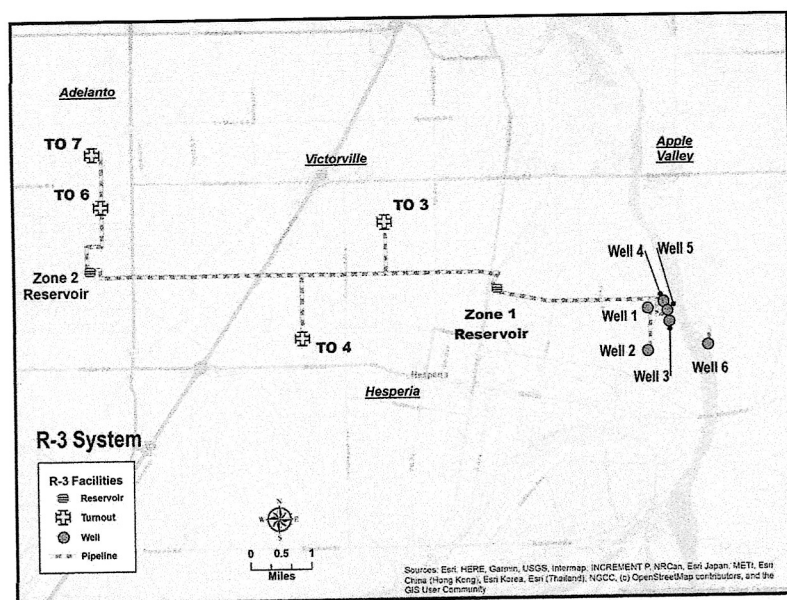 Adelanto
TO 7
Victorville
Apple
Valley
TO 6
TO 3
Well 4
Well 5
Zone 2
Reservoir
Zone 1
Reservoir
Well 1
TO 4
Well 2
Well 3
Well 6
Hesperia
Hesperia
R-3 System
R-3 Facilities
Reservoir
Turnout
Well
Pipeline
N
W
E
S
0 0.5 1
Miles
Sources: Esri, HERE, Garmin, USGS, Intermap, INCREMENT P, NRCan, Esri Japan, METI, Esri
China (Hong Kong), Esri Korea, Esri (Thailand), NGCC, (c) OpenStreetMap contributors, and the
GIS User Community